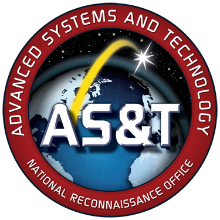 ADVANCED SYSTEMS AND TECHNOLOGY
AS&T
NATIONAL RECONNAISSANCE OFFICE